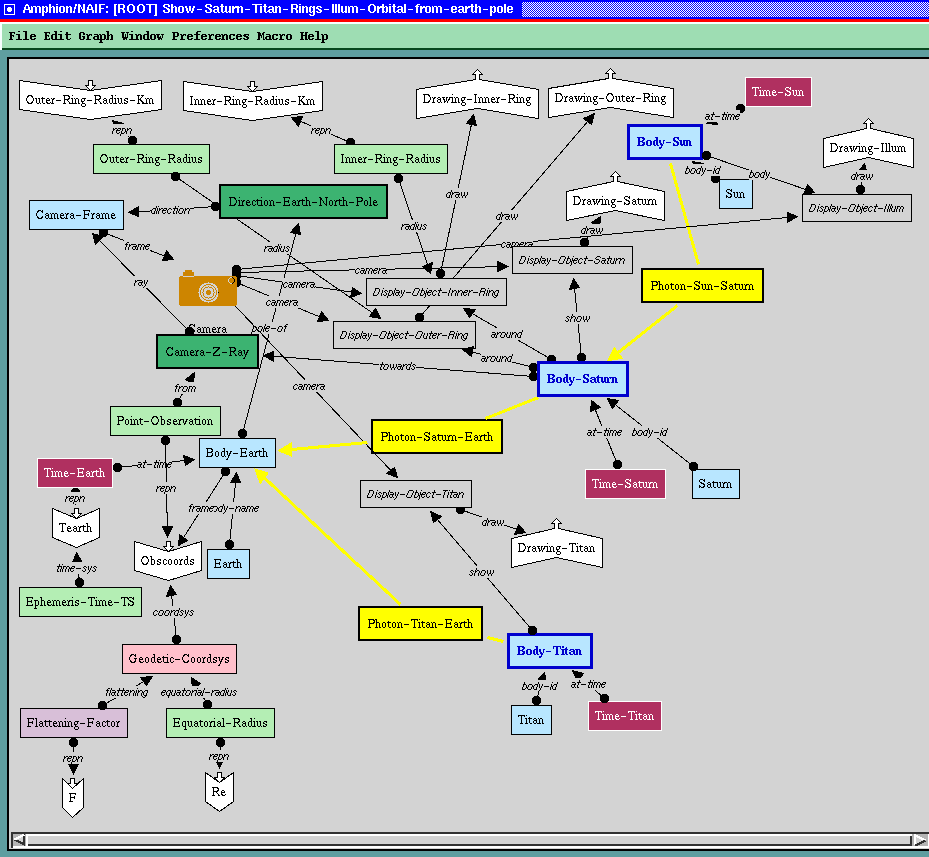 Amphion/NAIF: [ROOT] Show-Saturn-Titan-Rings-Illum-Orbital-from-earth-pole
File Edit Graph Window Preferences Macro Help
Outer-Ring-Radius-Km
Inner-Ring-Radius-Km
Drawing-Inner-Ring
Drawing-Outer-Ring
Time-Sun
at-time
repn
repn
Body-Sun
Drawing-Illum
Outer-Ring-Radius
Inner-Ring-Radius
body-id
body
draw
Sun
draw
Drawing-Saturn
Display-Object-Illum
Camera-Frame
direction
Direction-Earth-North-Pole
draw
radius
draw
frame
radius
camera
Display-Object-Saturn
ray
camera
camera
Photon-Sun-Saturn
Display-Object-Inner-Ring
camera
show
Camera
pole-of
Display-Object-Outer-Ring
around
Camera-Z-Ray
around
towards
Body-Saturn
from
camera
Point-Observation
at-time
body-id
Photon-Saturn-Earth
Body-Earth
at-time
Time-Earth
repn
repn
Time-Saturn
Saturn
Display-Object-Titan
frame
dy-name
draw
Tearth
Drawing-Titan
Obscoords
Earth
time-sys
show
Ephemeris-Time-TS
coordsys
Photon-Titan-Earth
Body-Titan
Geodetic-Coordsys
flattening
equatorial-radius
body-id
at-time
Flattening-Factor
Equatorial-Radius
Titan
Time-Titan
repn
repn
F
Re